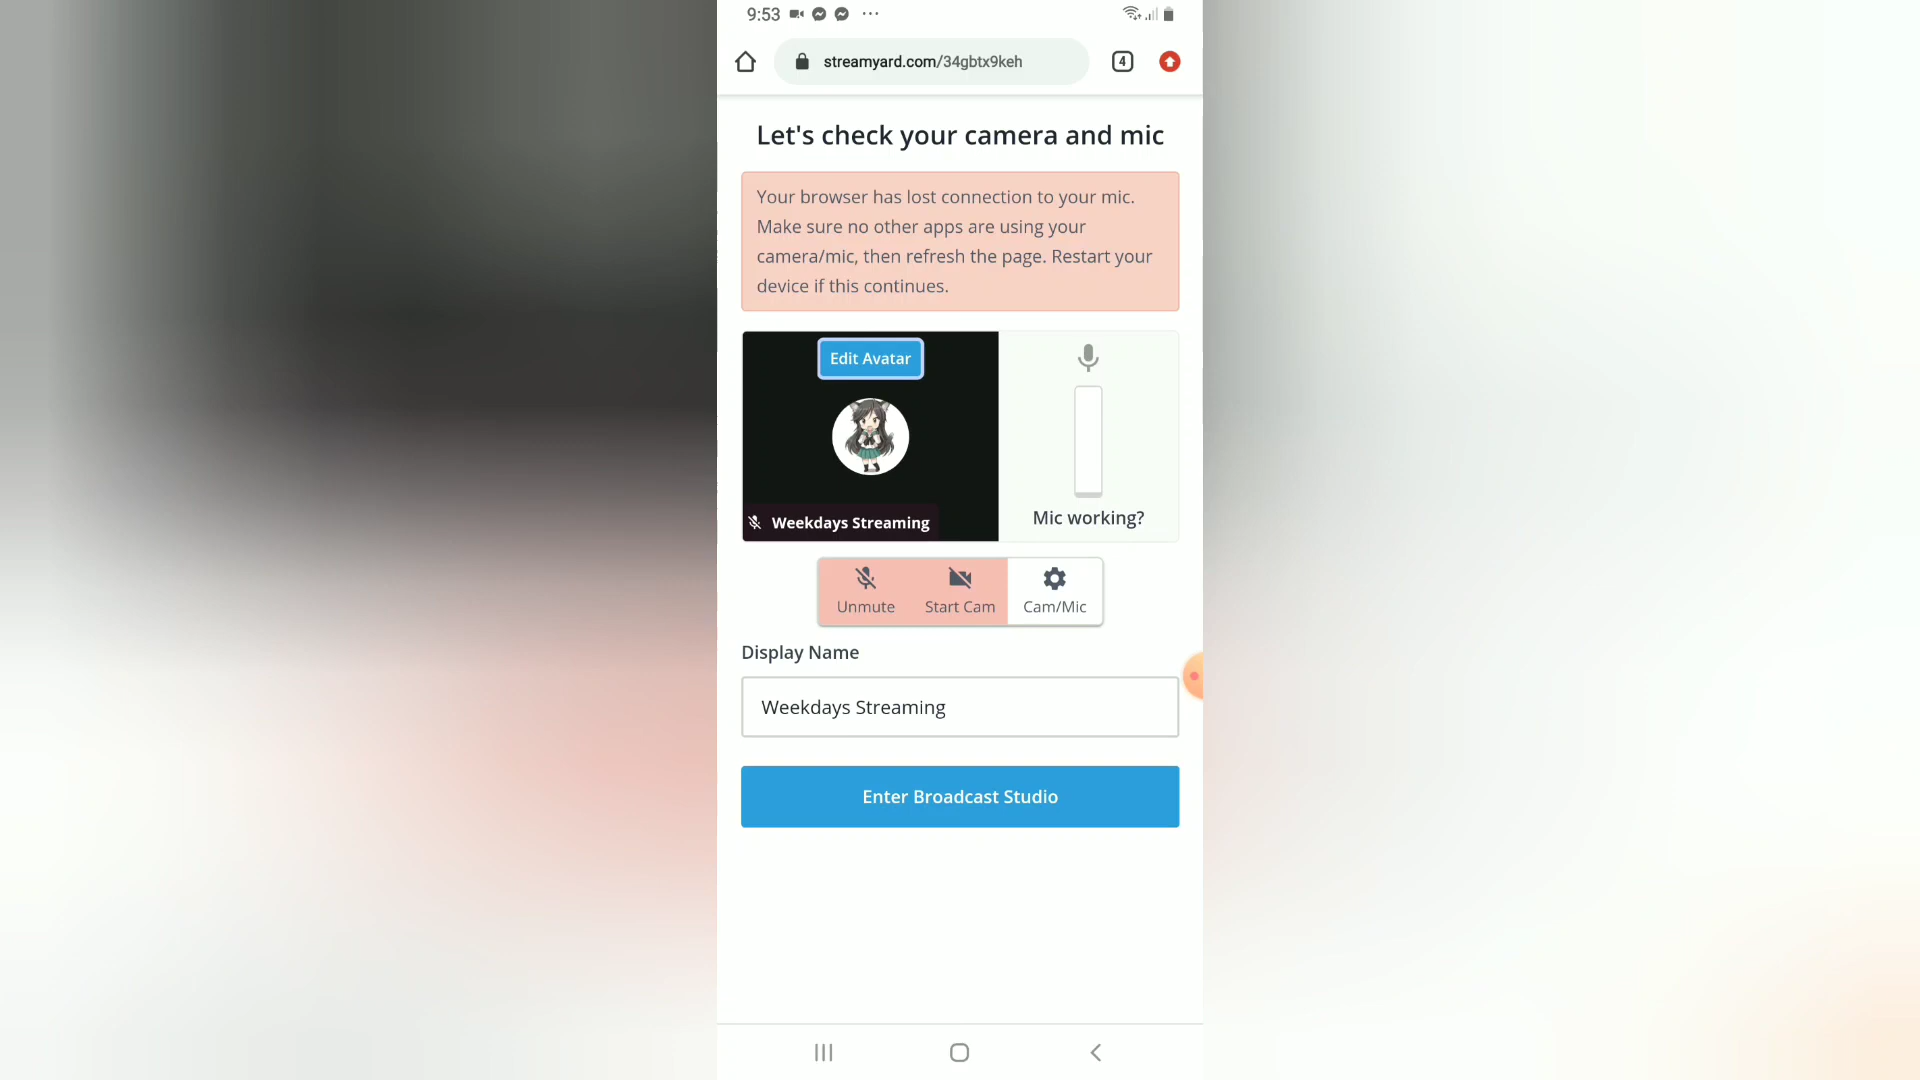 9:53
streamyard.com/34gbtx9keh
4
Let's check your camera and mic
Your browser has lost connection to your mic.
Make sure no other apps are using your
camera/mic, then refresh the page. Restart your
device if this continues.
Edit Avatar
Weekdays Streaming
Mic working?
Unmute
Start Cam
Cam/Mic
Display Name
Weekdays Streaming
Enter Broadcast Studio